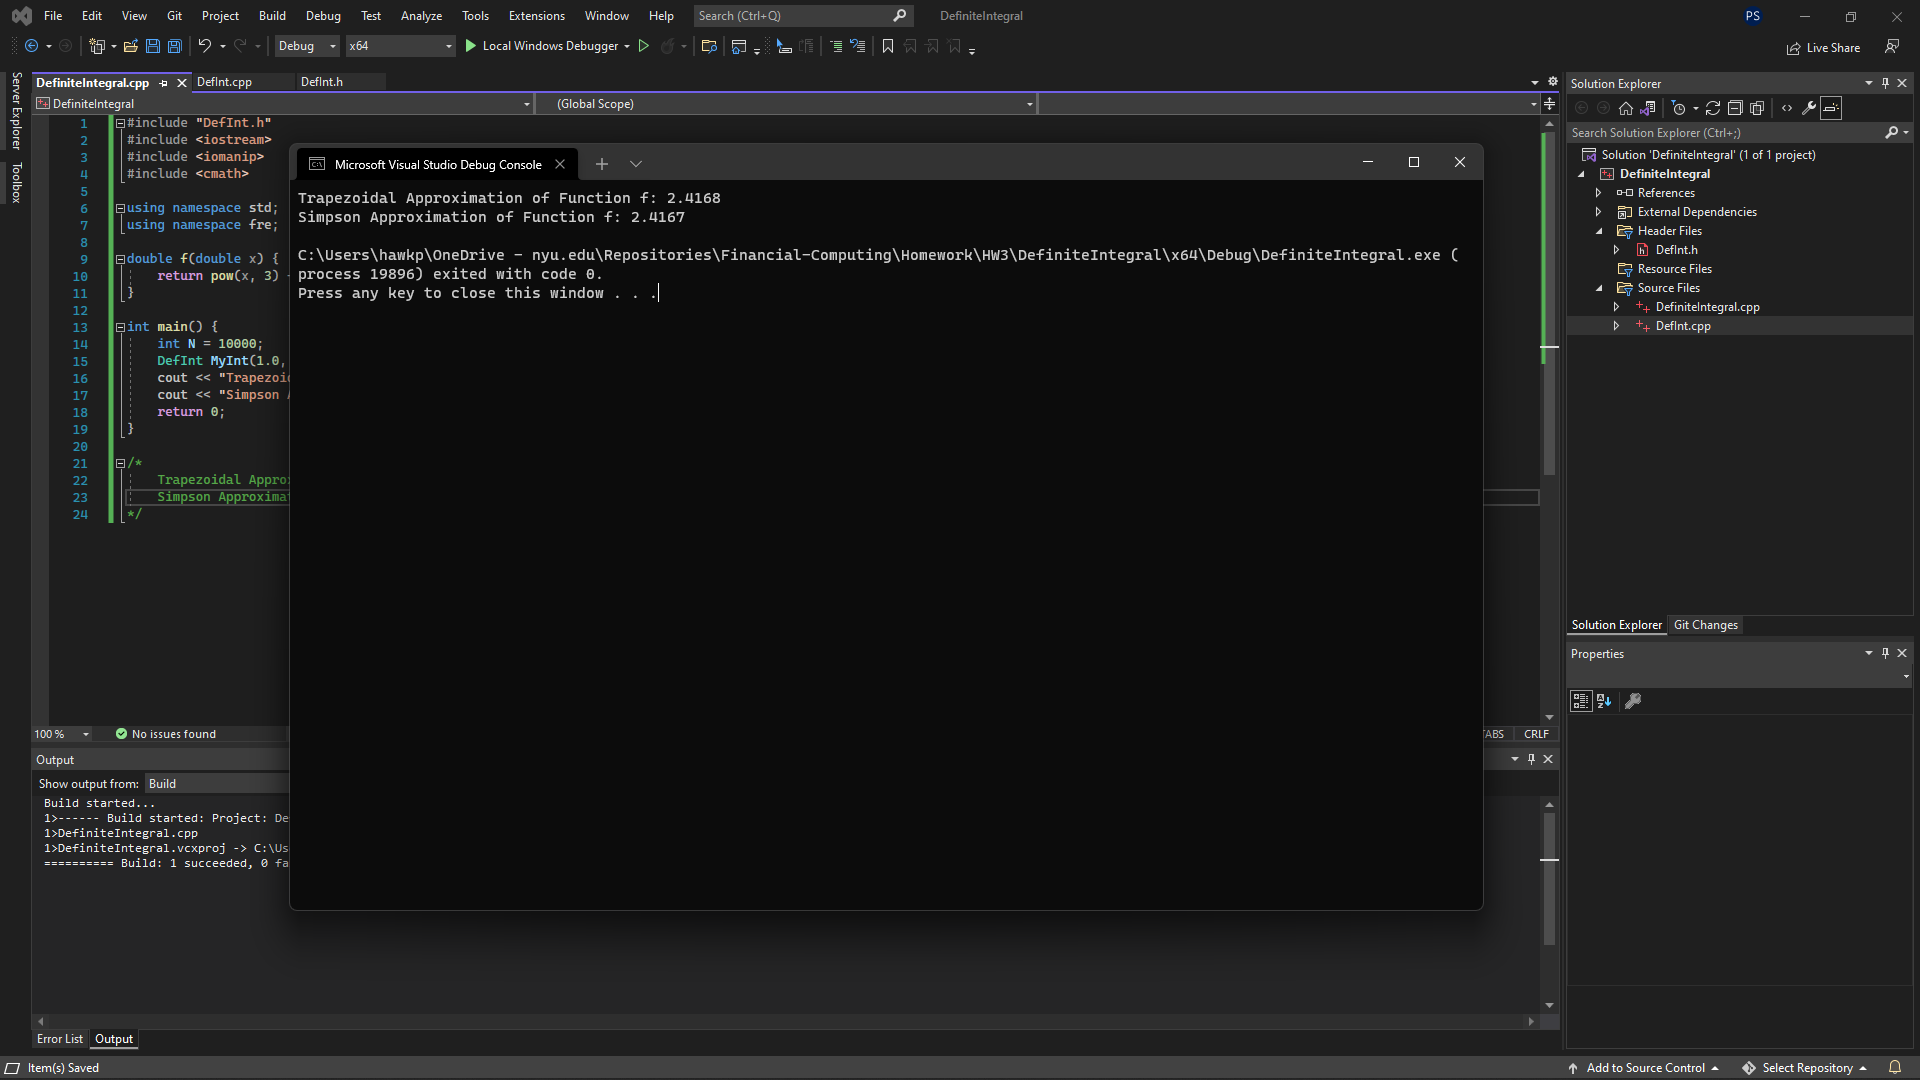 File Edit View Git Project Build Debug Test Analyze Tools Extensions Window Help Search (Ctrl+Q) DefiniteIntegral PS
Debug x64 Local Windows Debugger Live Share
Server Explorer
Toolbox
DefiniteIntegral.cpp DefInt.cpp DefInt.h
DefiniteIntegral (Global Scope)
1 #include "DefInt.h"
2 #include <iostream>
3 #include <iomanip>
4 #include <cmath>
5
6 using namespace std;
7 using namespace fre;
8
9 double f(double x) {
10 return pow(x, 3)
11 }
12
13 int main() {
14 int N = 10000;
15 DefInt MyInt(1.0,
16 cout << "Trapezoi
17 cout << "Simpson
18 return 0;
19 }
20
21 /*
22 Trapezoidal Appro
23 Simpson Approxima
24 */
Microsoft Visual Studio Debug Console
Trapezoidal Approximation of Function f: 2.4168
Simpson Approximation of Function f: 2.4167
C:\Users\hawkp\OneDrive - nyu.edu\Repositories\Financial-Computing\Homework\HW3\DefiniteIntegral\x64\Debug\DefiniteIntegral.exe (
process 19896) exited with code 0.
Press any key to close this window . . .
100 % No issues found TABS CRLF
Output
Show output from: Build
Build started...
1>------ Build started: Project: De
1>DefiniteIntegral.cpp
1>DefiniteIntegral.vcxproj -> C:\Us
========== Build: 1 succeeded, 0 fa
Error List Output
Solution Explorer
Search Solution Explorer (Ctrl+;)
Solution 'DefiniteIntegral' (1 of 1 project)
DefiniteIntegral
References
External Dependencies
Header Files
DefInt.h
Resource Files
Source Files
DefiniteIntegral.cpp
DefInt.cpp
Solution Explorer Git Changes
Properties
Item(s) Saved Add to Source Control Select Repository